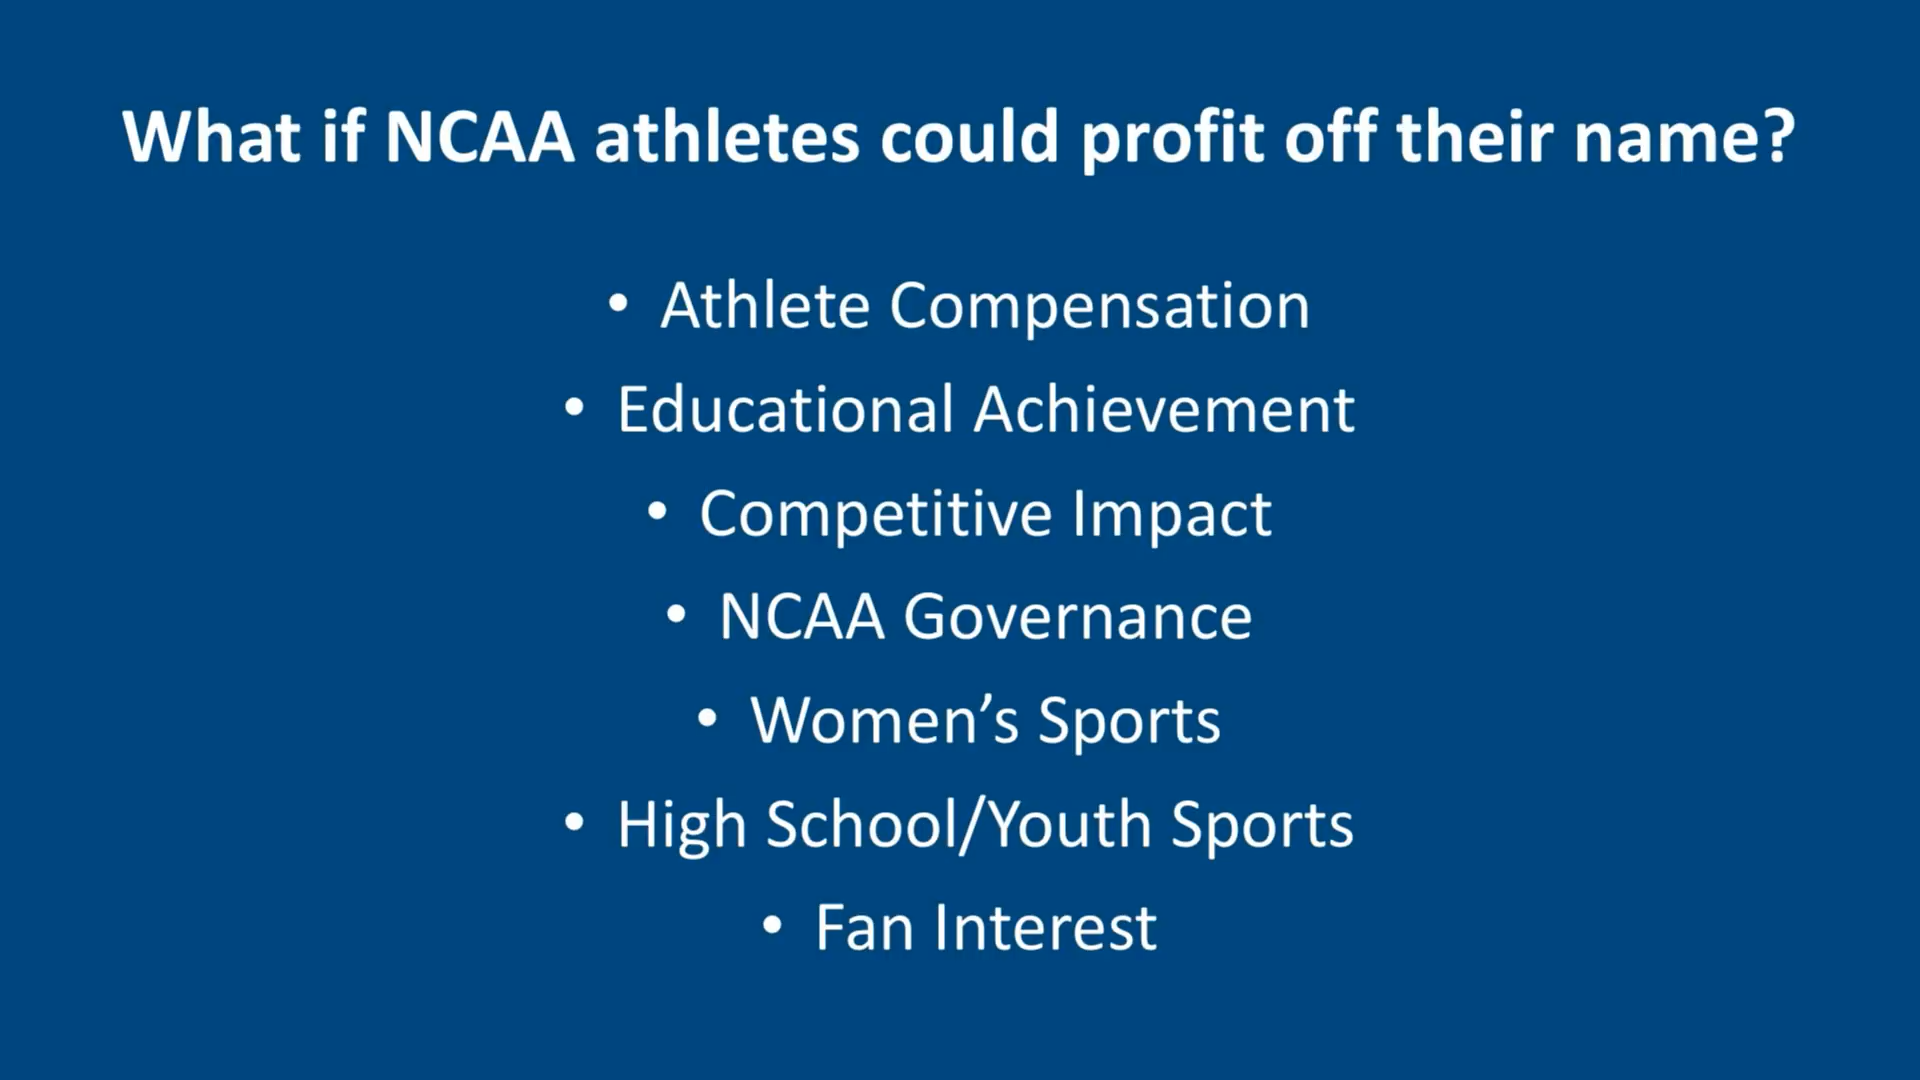 What if NCAA athletes could profit off their name?
• Athlete Compensation
• Educational Achievement
• Competitive Impact
• NCAA Governance
• Women’s Sports
• High School/Youth Sports
• Fan Interest